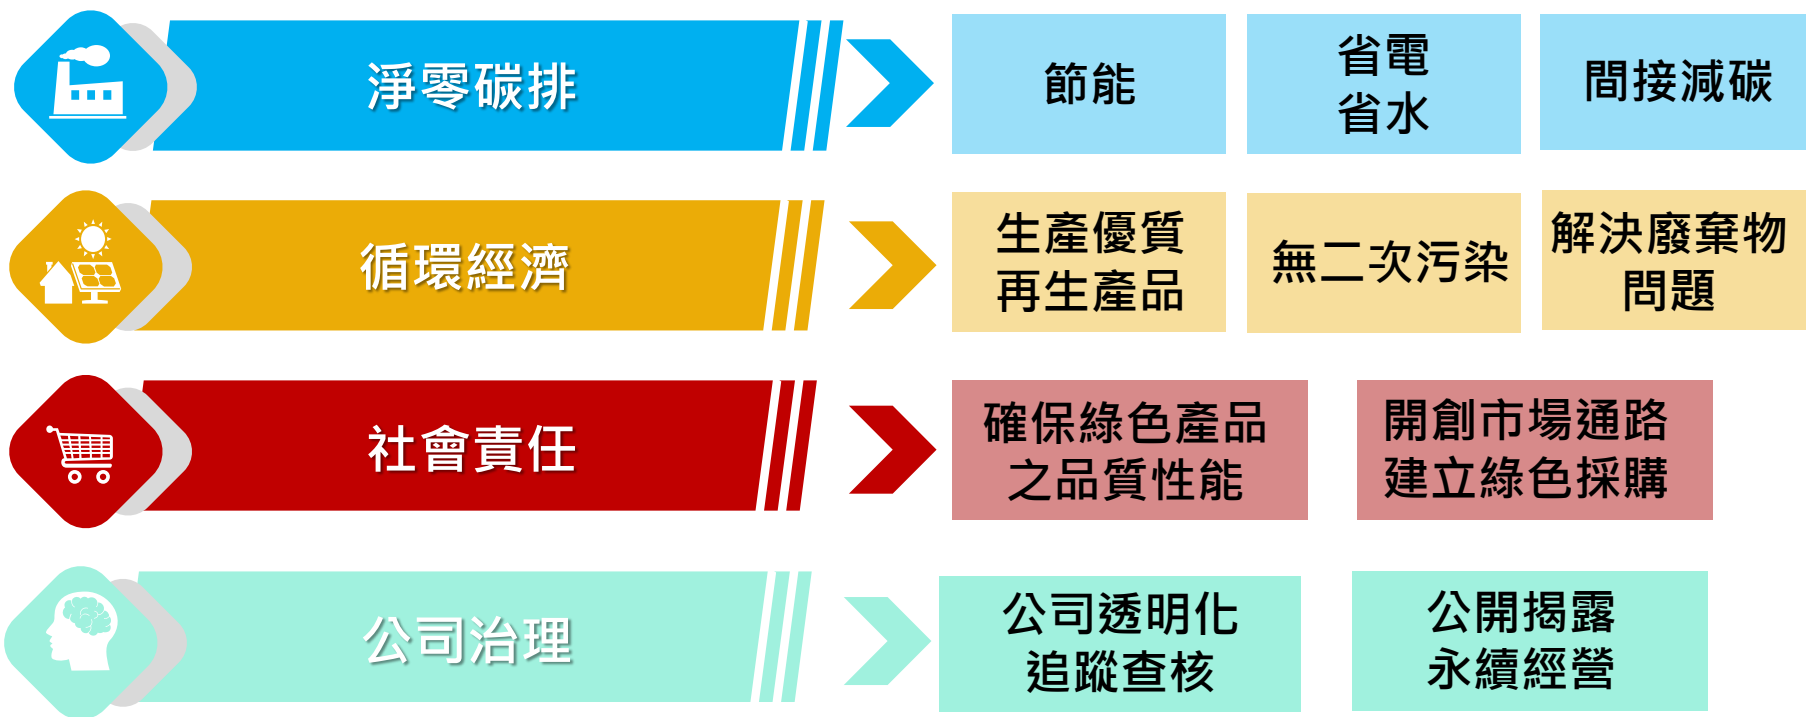 淨零碳排
節能
省電
省水
間接減碳
循環經濟
生產優質
再生產品
無二次污染
解決廢棄物
問題
社會責任
確保綠色產品
之品質性能
開創市場通路
建立綠色採購
公司治理
公司透明化
追蹤查核
公開揭露
永續經營